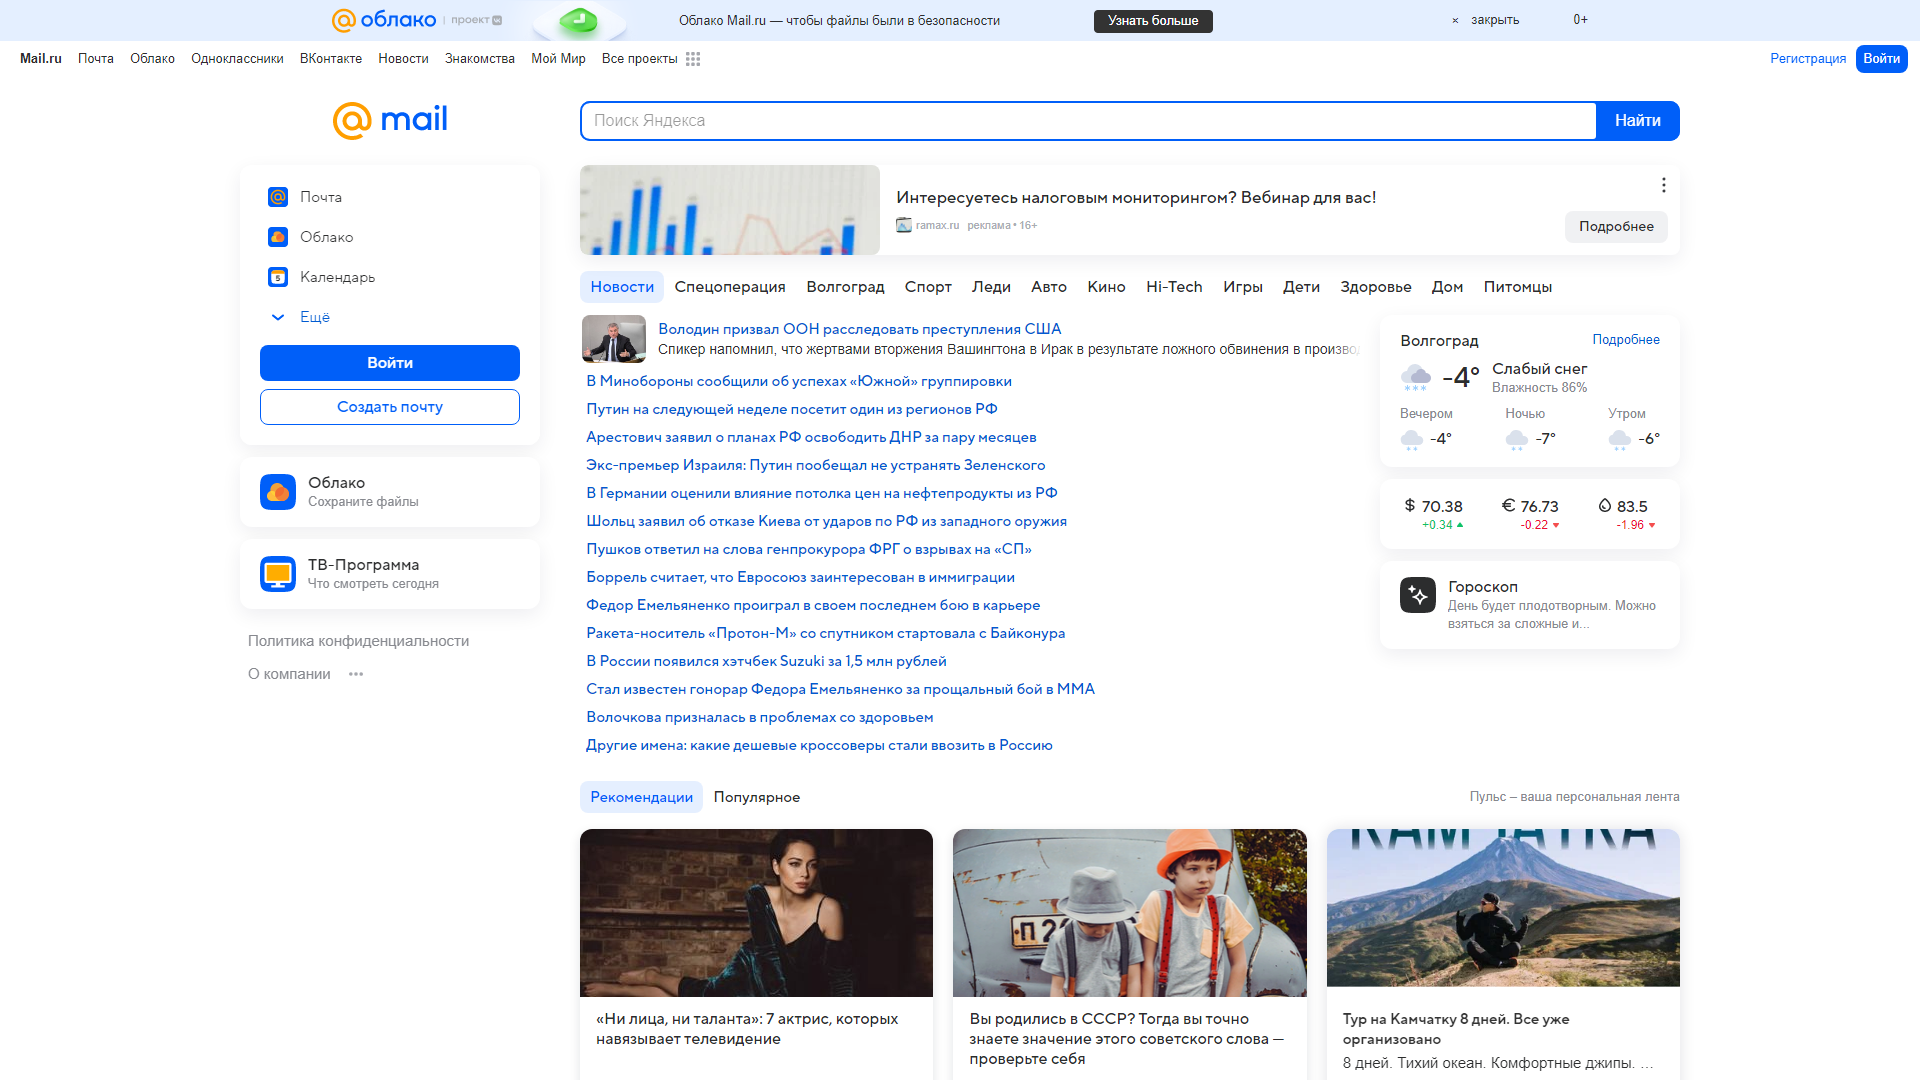 облако проект
Облако Mail.ru — чтобы файлы были в безопасности
Узнать больше
× закрыть
0+
Mail.ru Почта Облако Одноклассники ВКонтакте Новости Знакомства Мой Мир Все проекты
Регистрация Войти
@mail
Поиск Яндекса
Найти
Почта
Облако
5 Календарь
Ещё
Войти
Создать почту
Облако
Сохраните файлы
ТВ-Программа
Что смотреть сегодня
Политика конфиденциальности
О компании •••
Интересуетесь налоговым мониторингом? Вебинар для вас!
ramax.ru реклама • 16+
Подробнее
Новости Спецоперация Волгоград Спорт Леди Авто Кино Hi-Tech Игры Дети Здоровье Дом Питомцы
Володин призвал ООН расследовать преступления США
Спикер напомнил, что жертвами вторжения Вашингтона в Ирак в результате ложного обвинения в производ
В Минобороны сообщили об успехах «Южной» группировки
Путин на следующей неделе посетит один из регионов РФ
Арестович заявил о планах РФ освободить ДНР за пару месяцев
Экс-премьер Израиля: Путин пообещал не устранять Зеленского
В Германии оценили влияние потолка цен на нефтепродукты из РФ
Шольц заявил об отказе Киева от ударов по РФ из западного оружия
Пушков ответил на слова генпрокурора ФРГ о взрывах на «СП»
Боррель считает, что Евросоюз заинтересован в иммиграции
Федор Емельяненко проиграл в своем последнем бою в карьере
Ракета-носитель «Протон-М» со спутником стартовала с Байконура
В России появился хэтчбек Suzuki за 1,5 млн рублей
Стал известен гонорар Федора Емельяненко за прощальный бой в MMA
Волочкова призналась в проблемах со здоровьем
Другие имена: какие дешевые кроссоверы стали ввозить в Россию
Волгоград Подробнее
-4° Слабый снег
Влажность 86%
Вечером Ночью Утром
-4° -7° -6°
$ 70.38 € 76.73 83.5
+0.34 -0.22 -1.96
Гороскоп
День будет плодотворным. Можно
взяться за сложные и...
Рекомендации Популярное
Пульс – ваша персональная лента
«Ни лица, ни таланта»: 7 актрис, которых
навязывает телевидение
П 2
Вы родились в СССР? Тогда вы точно
знаете значение этого советского слова —
проверьте себя
KAMCHATKA
Тур на Камчатку 8 дней. Все уже
организовано
8 дней. Тихий океан. Комфортные джипы. ...